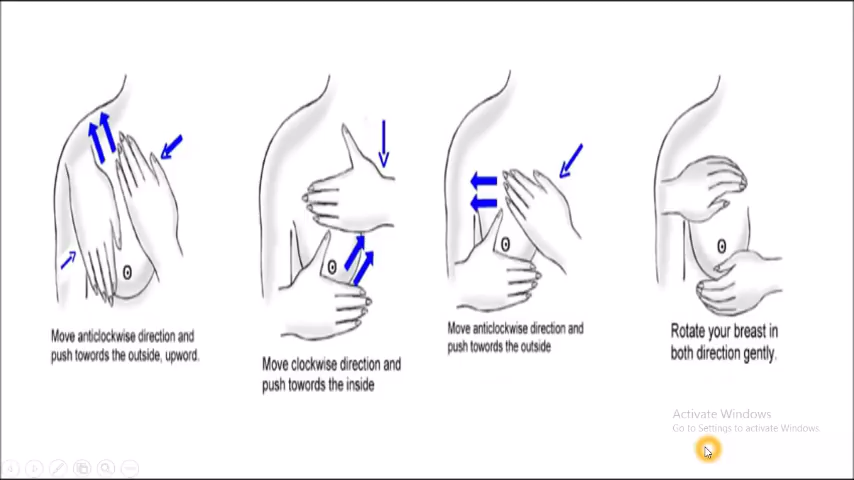 Move anticlockwise direction and
push towords the outside, upword.
Move clockwise direction and
push towords the inside
Move anticlockwise direction and
push towords the outside
Rotate your breast in
both direction gently.
Activate Windows
Go to Settings to activate Windows.